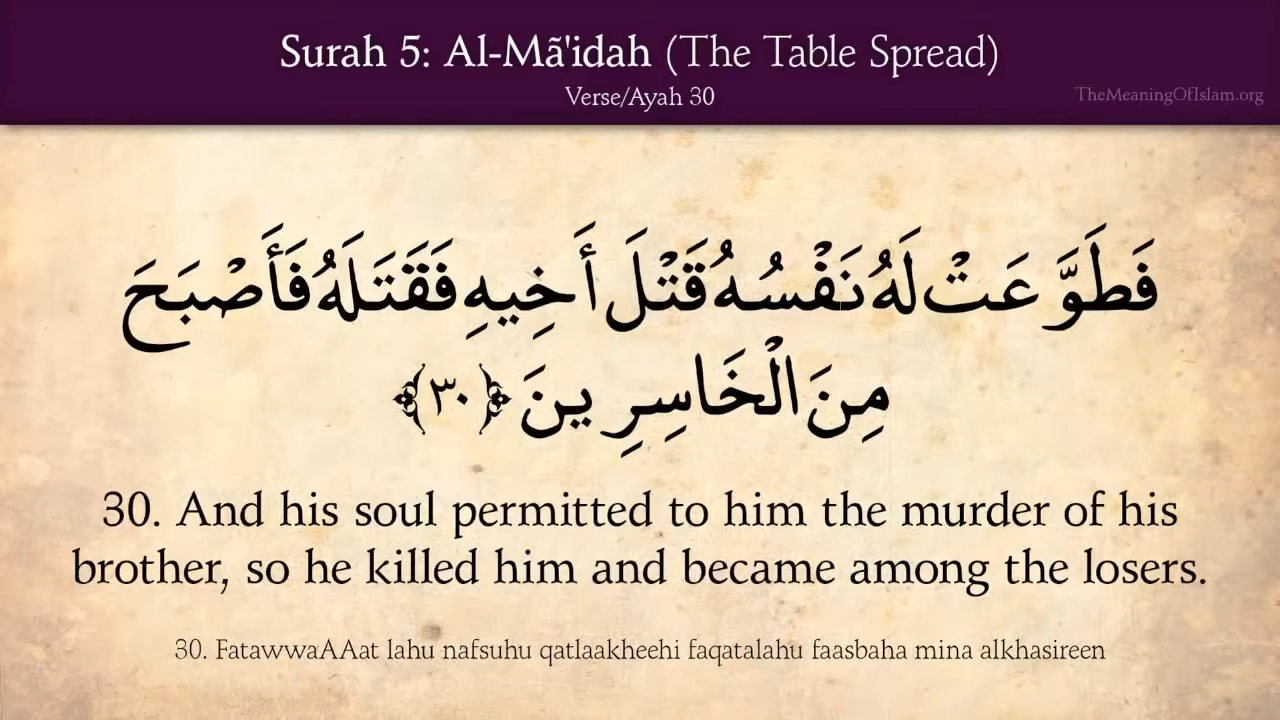 Surah 5: Al-Mã'idah (The Table Spread)
Verse/Ayah 30
TheMeaningOfIslam.org
فَطَوَّعَتْ لَهُ نَفْسُهُ قَتْلَ أَخِيهِ فَقَتَلَهُ فَأَصْبَحَ
مِنَ الْخَاسِرِينَ ﴿٣٠﴾
30. And his soul permitted to him the murder of his
brother, so he killed him and became among the losers.
30. FatawwaAAat lahu nafsuhu qatlaakheehi faqatalahu faasbaha mina alkhasireen